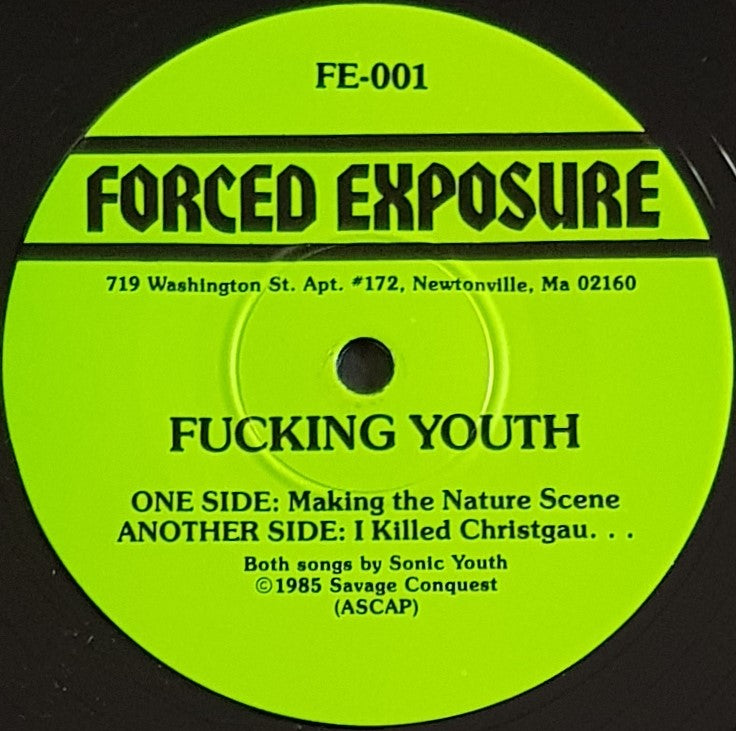 FE-001
FORCED EXPOSURE
719 Washington St. Apt. #172, Newtonville, Ma 02160
FUCKING YOUTH
ONE SIDE: Making the Nature Scene
ANOTHER SIDE: I Killed Christgau. . .
Both songs by Sonic Youth
©1985 Savage Conquest
(ASCAP)